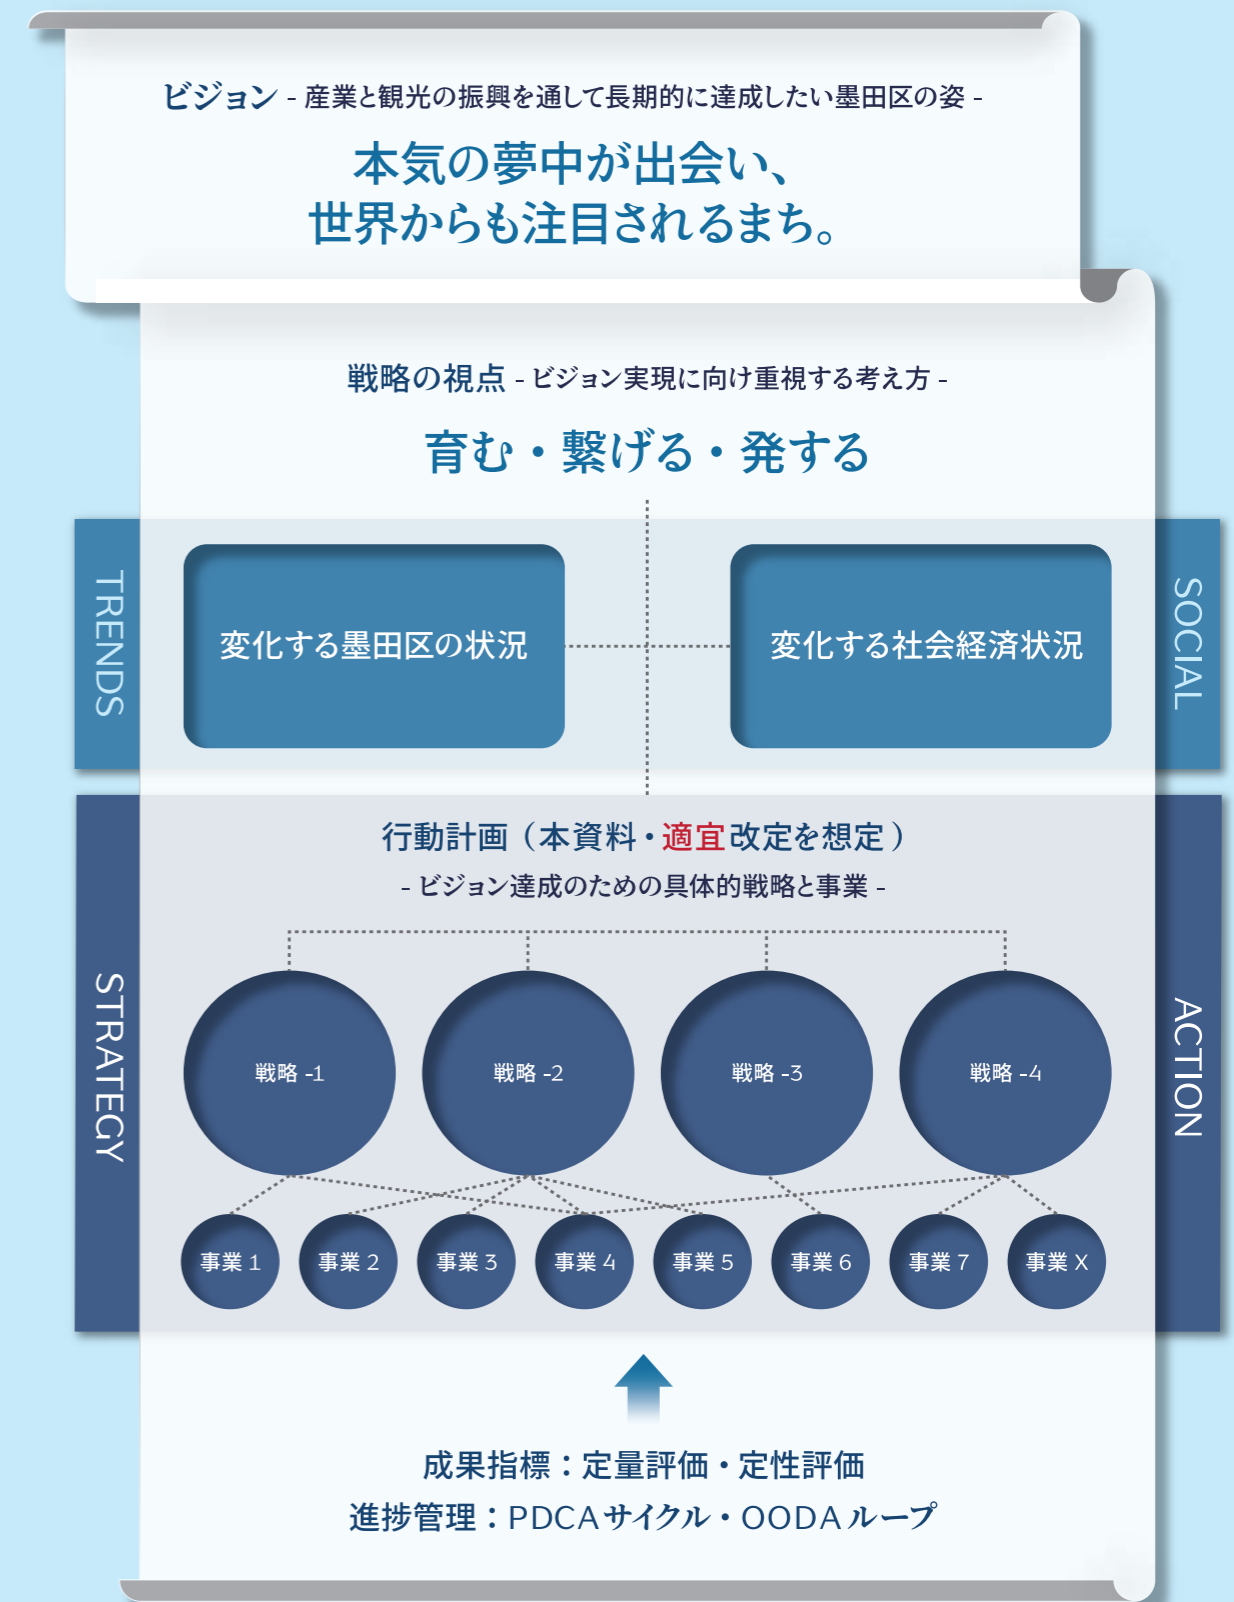 ビジョン - 産業と観光の振興を通して長期的に達成したい墨田区の姿 -
本気の夢中が出会い、
世界からも注目されるまち。
戦略の視点 - ビジョン実現に向け重視する考え方 -
育む・繋げる・発する
TRENDS
変化する墨田区の状況
変化する社会経済状況
SOCIAL
STRATEGY
行動計画（本資料・適宜改定を想定）
- ビジョン達成のための具体的戦略と事業 -
戦略 -1
戦略 -2
戦略 -3
戦略 -4
事業 1
事業 2
事業 3
事業 4
事業 5
事業 6
事業 7
事業 X
ACTION
成果指標：定量評価・定性評価
進捗管理：PDCAサイクル・OODAループ